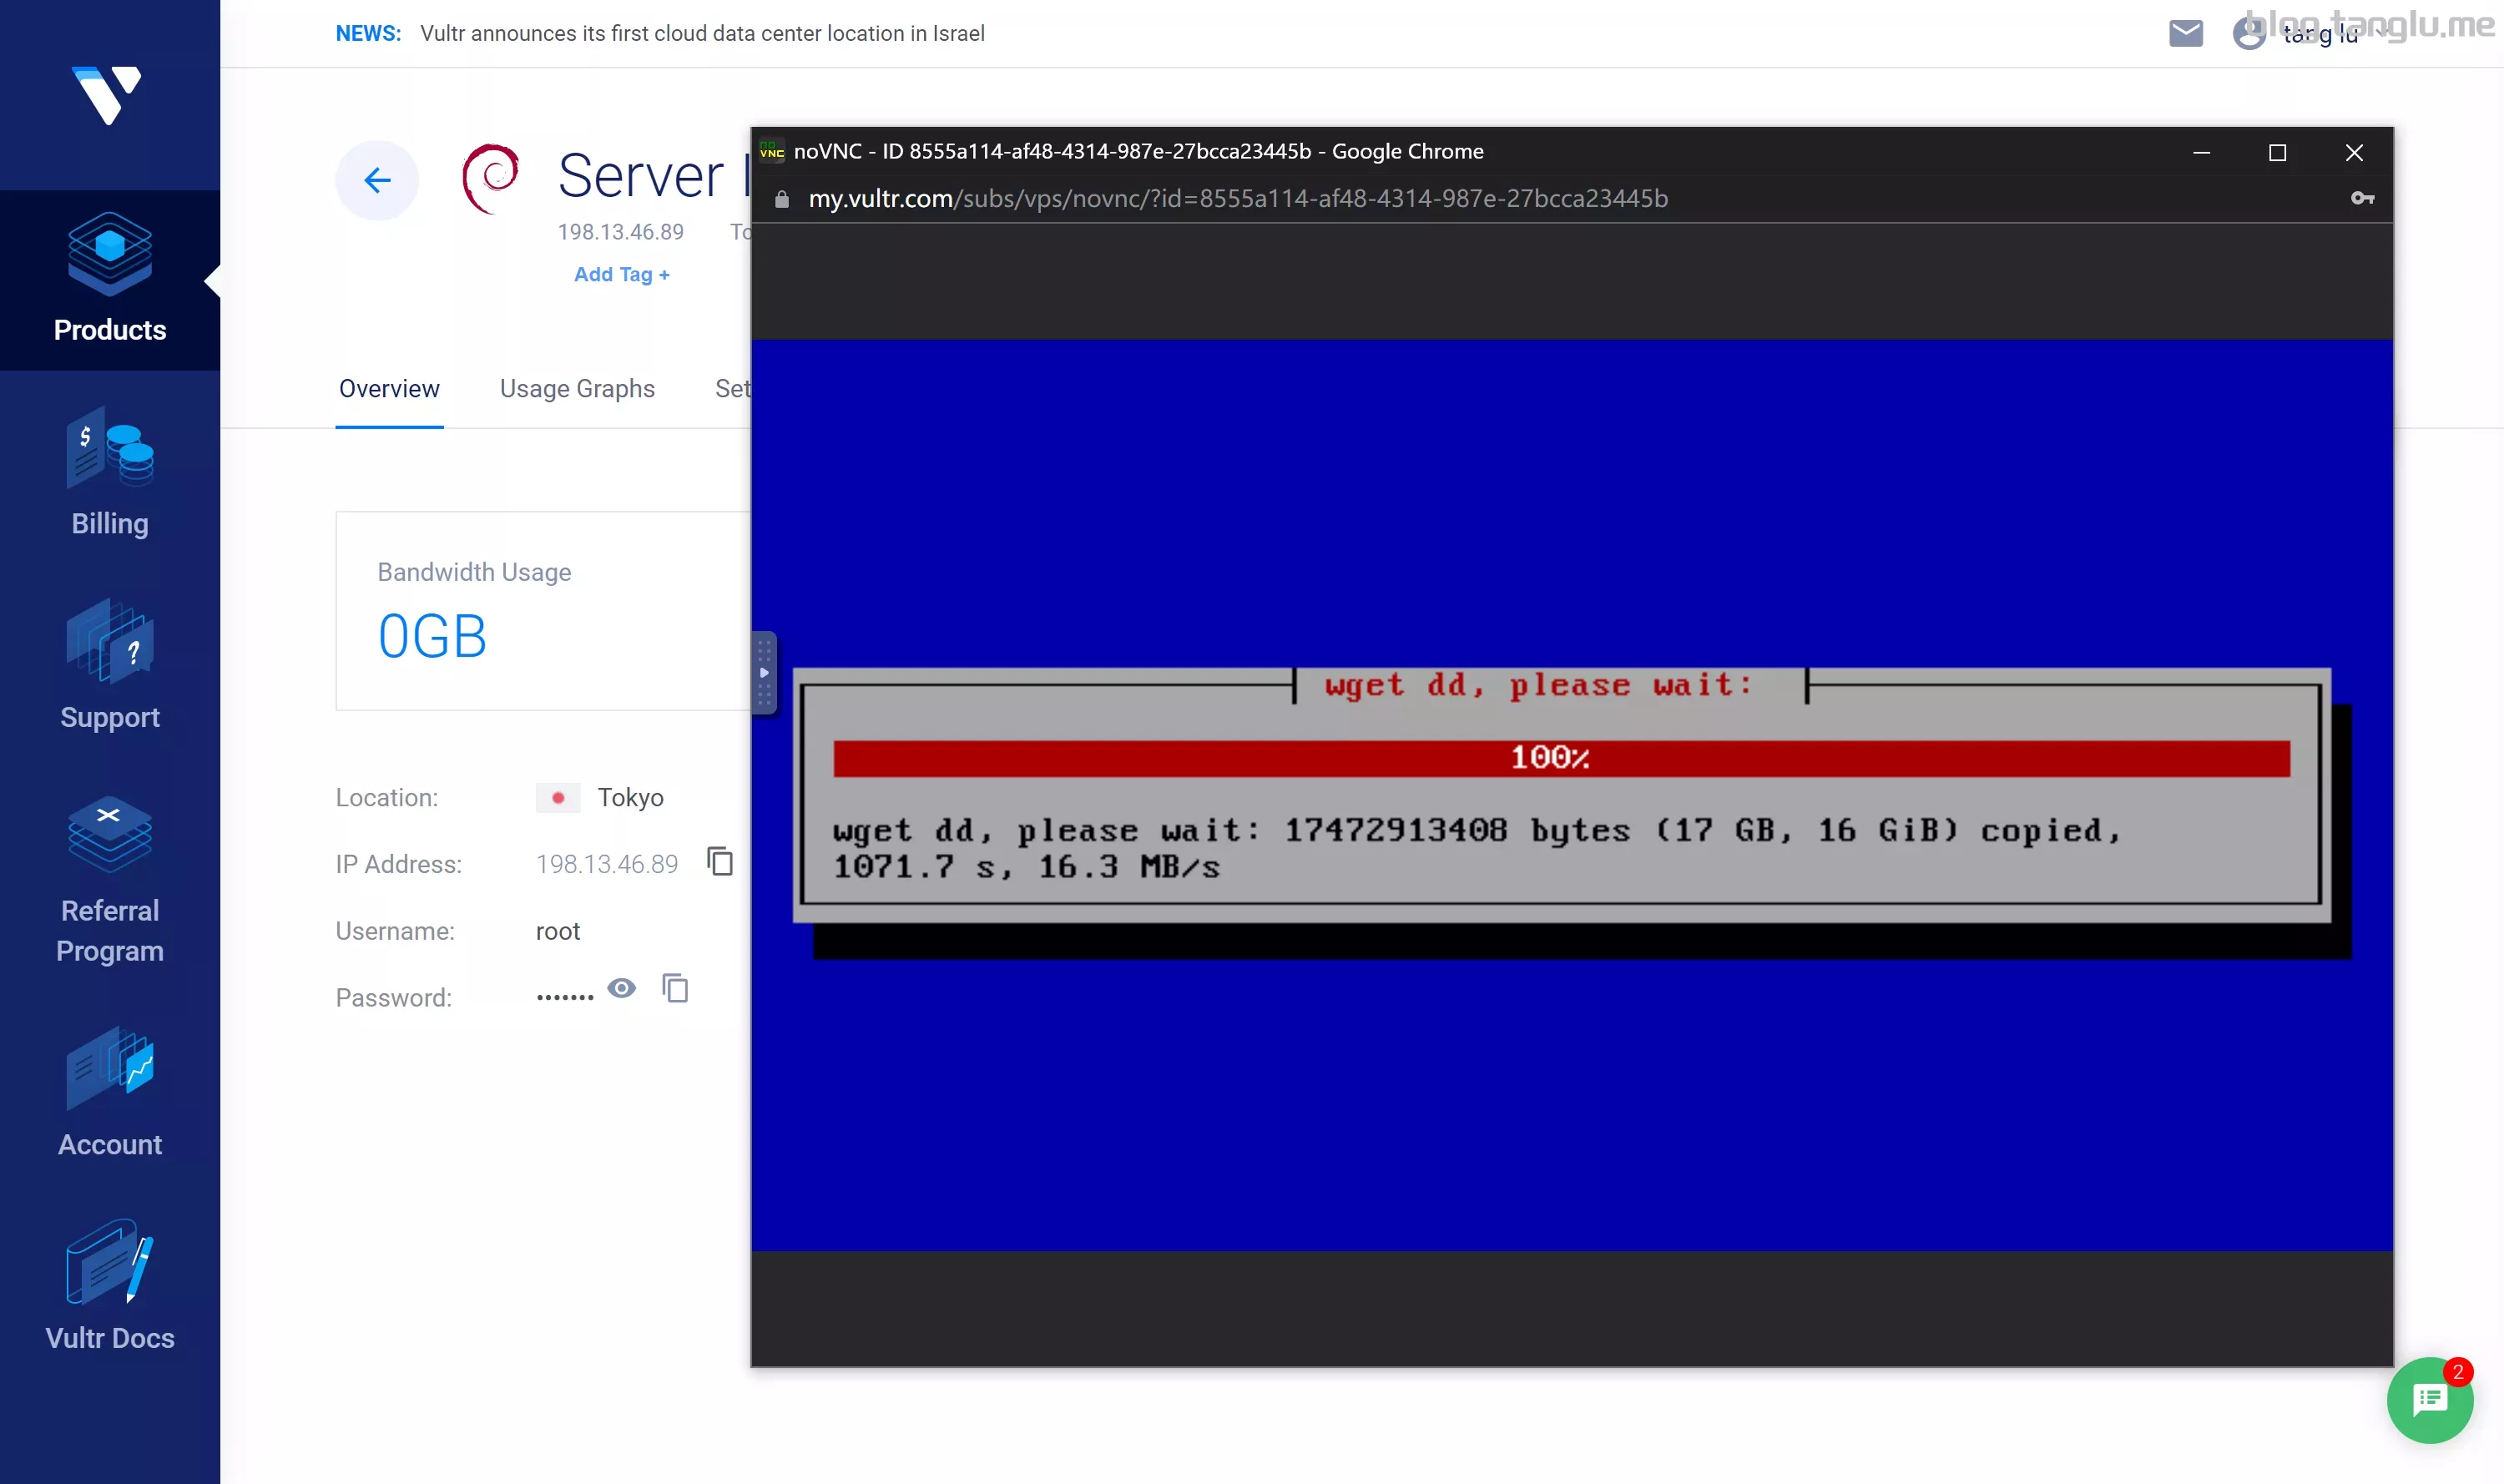 NEWS: Vultr announces its first cloud data center location in Israel
tang lu
blog.tanglu.me
Products
Billing
Support
Referral
Program
Account
Vultr Docs
Server
198.13.46.89
Add Tag +
Overview Usage Graphs Set
Bandwidth Usage
0GB
Location: Tokyo
IP Address: 198.13.46.89
Username: root
Password: •••••••
VNC noVNC - ID 8555a114-af48-4314-987e-27bcca23445b - Google Chrome
my.vultr.com/subs/vps/novnc/?id=8555a114-af48-4314-987e-27bcca23445b
wget dd, please wait:
100%
wget dd, please wait: 17472913408 bytes (17 GB, 16 GiB) copied,
1071.7 s, 16.3 MB/s
2